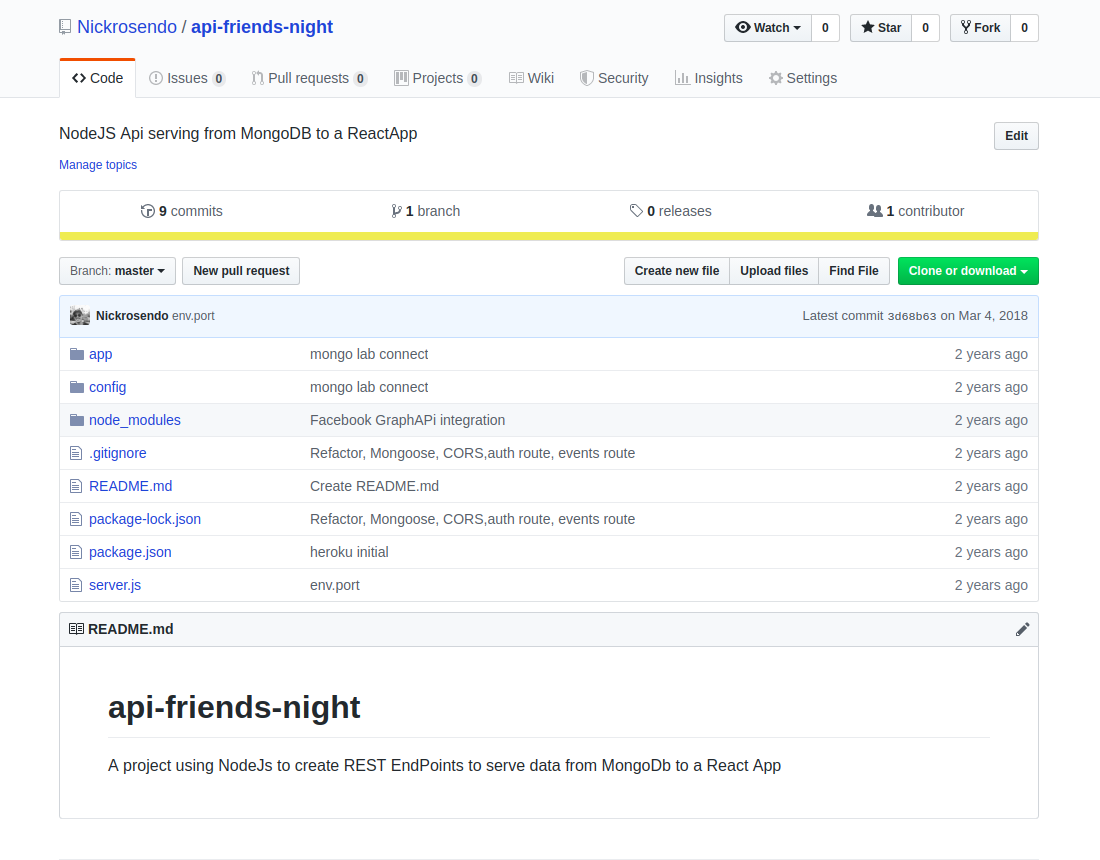 Nickrosendo / api-friends-night Watch 0 Star 0 Fork 0
Code Issues 0 Pull requests 0 Projects 0 Wiki Security Insights Settings
NodeJS Api serving from MongoDB to a ReactApp Edit
Manage topics
9 commits 1 branch 0 releases 1 contributor
Branch: master New pull request Create new file Upload files Find File Clone or download
Nickrosendo env.port Latest commit 3d68b63 on Mar 4, 2018
app mongo lab connect 2 years ago
config mongo lab connect 2 years ago
node_modules Facebook GraphAPi integration 2 years ago
.gitignore Refactor, Mongoose, CORS,auth route, events route 2 years ago
README.md Create README.md 2 years ago
package-lock.json Refactor, Mongoose, CORS,auth route, events route 2 years ago
package.json heroku initial 2 years ago
server.js env.port 2 years ago
README.md
api-friends-night
A project using NodeJs to create REST EndPoints to serve data from MongoDb to a React App